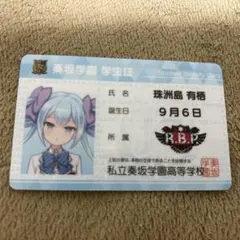 奏坂学園 学生証
氏名 珠洲島 有栖
誕生日 9月6日
所属 R.B.P
私立奏坂学園高等学校